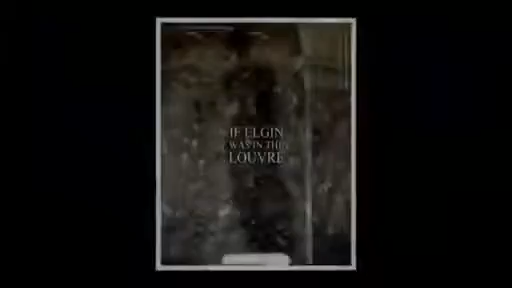 IF ELGIN
WAS IN THE
LOUVRE